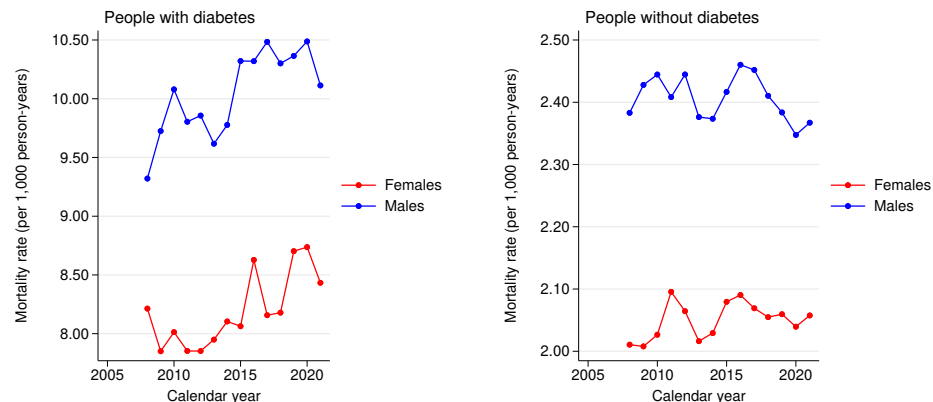 People with diabetes
Mortality rate (per 1,000 person-years)
10.50
10.00
9.50
9.00
8.50
8.00
2005
2010
2015
2020
Calendar year
Females
Males
People without diabetes
Mortality rate (per 1,000 person-years)
2.50
2.40
2.30
2.20
2.10
2.00
2005
2010
2015
2020
Calendar year
Females
Males